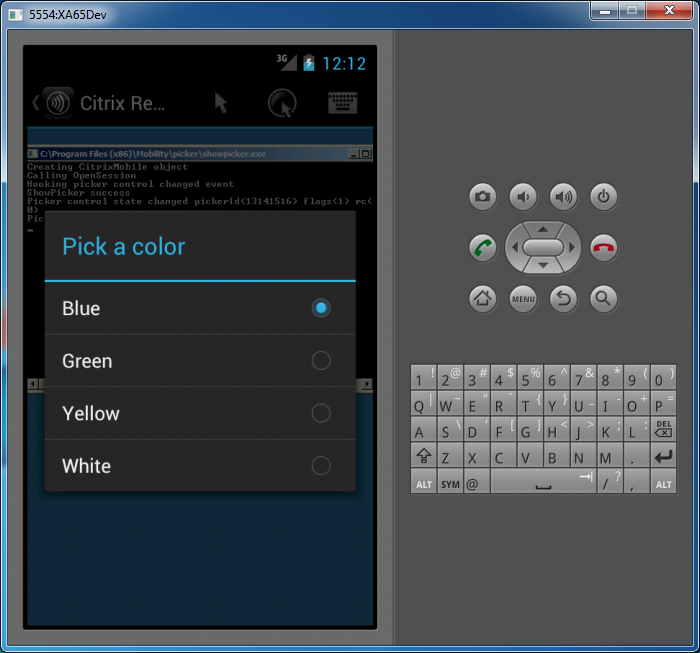 5554:XA65Dev
3G 12:12
Citrix Re...
C:\Program Files (x86)\Mobility\picker\showpicker.exe
Creating CitrixMobile object
Calling OpenSession
Hooking picker control changed event
ShowPicker success
Picker control state changed pickerId<13141516> flags<1> rc<
0>
Pic
Pick a color
Blue
Green
Yellow
White
MENU
1 ! 2 @ 3 # 4 $ 5 % 6 ^ 7 & 8 * 9 ( 0 )
Q | W ~ E " R ` T { Y } U _ I - O + P =
A S \ D ' F [ G ] H < J > K ; L : DEL
Z X C V B N M .
ALT SYM @ / ? , ALT